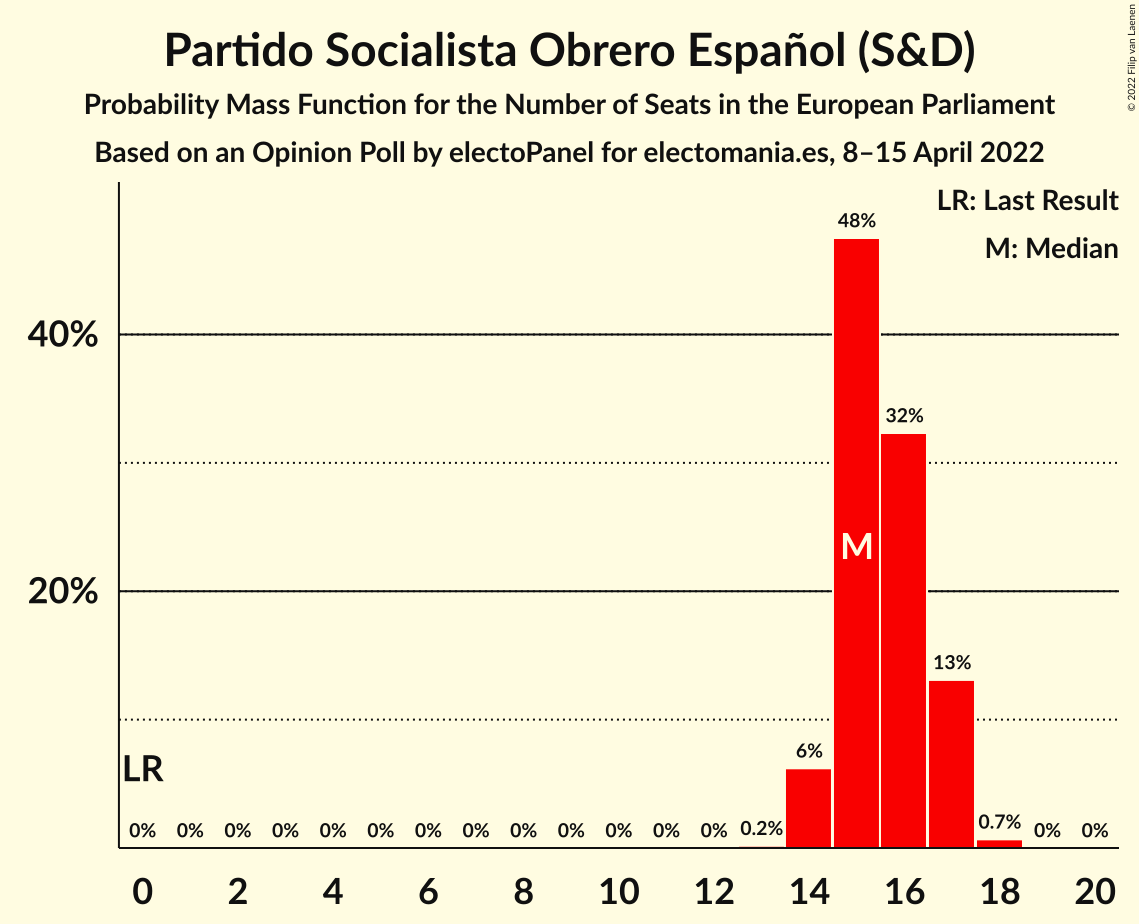 Partido Socialista Obrero Español (S&D)
Probability Mass Function for the Number of Seats in the European Parliament
Based on an Opinion Poll by electoPanel for electomania.es, 8–15 April 2022
© 2022 Filip van Laenen
LR: Last Result
M: Median
48%
40%
32%
M
20%
13%
6%
LR
0% 0% 0% 0% 0% 0% 0% 0% 0% 0% 0% 0% 0% 0.2% 0.7% 0% 0%
0 2 4 6 8 10 12 14 16 18 20